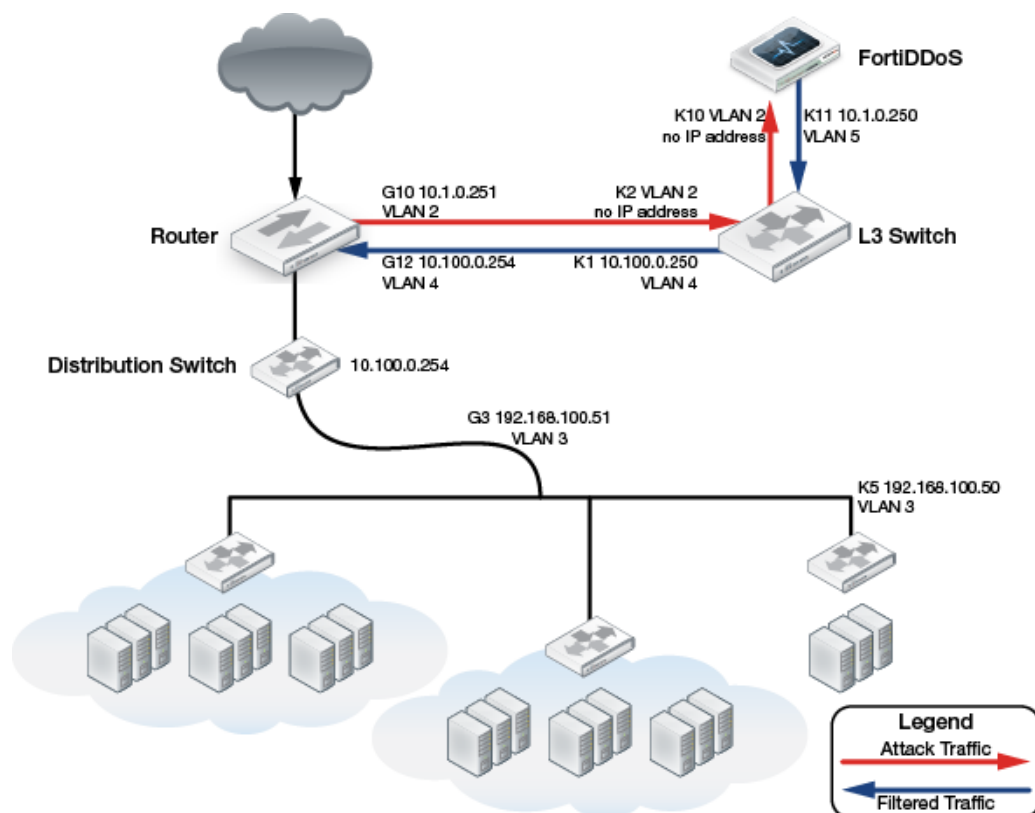 FortiDDoS
K10 VLAN 2
no IP address
K11 10.1.0.250
VLAN 5
G10 10.1.0.251
VLAN 2
K2 VLAN 2
no IP address
Router
L3 Switch
G12 10.100.0.254
VLAN 4
K1 10.100.0.250
VLAN 4
Distribution Switch
10.100.0.254
G3 192.168.100.51
VLAN 3
K5 192.168.100.50
VLAN 3
Legend
Attack Traffic
Filtered Traffic